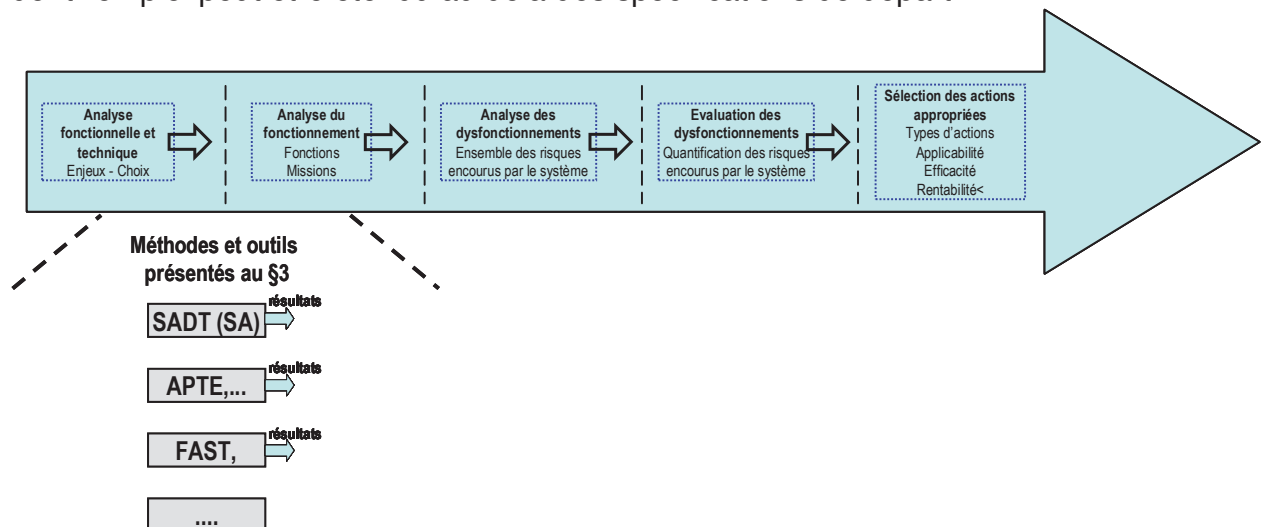 Analyse
fonctionnelle et
technique
Enjeux - Choix
Analyse du
fonctionnement
Fonctions
Missions
Analyse des
dysfonctionnements
Ensemble des risques
encourus par le système
Evaluation des
dysfonctionnements
Quantification des risques
encourus par le système
Sélection des actions
appropriées
Types d'actions
Applicabilité
Efficacité
Rentabilité<
Méthodes et outils
présentés au §3
résultats
SADT (SA)
résultats
APTE,...
résultats
FAST,
....